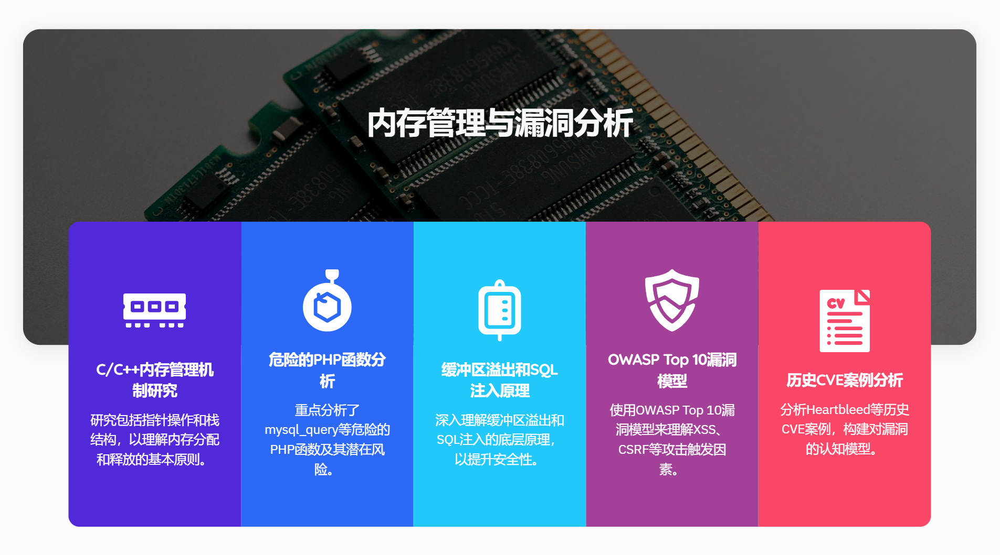 内存管理与漏洞分析
SAMSUNG
SAMSUNG
C/C++内存管理机
制研究
研究包括指针操作和栈
结构，以理解内存分配
和释放的基本原则。
危险的PHP函数分
析
重点分析了
mysql_query等危险的
PHP函数及其潜在风
险。
缓冲区溢出和SQL
注入原理
深入理解缓冲区溢出和
SQL注入的底层原理，
以提升安全性。
OWASP Top 10漏洞
模型
使用OWASP Top 10漏
洞模型来理解XSS、
CSRF等攻击触发因
素。
CV
历史CVE案例分析
分析Heartbleed等历史
CVE案例，构建对漏洞
的认知模型。